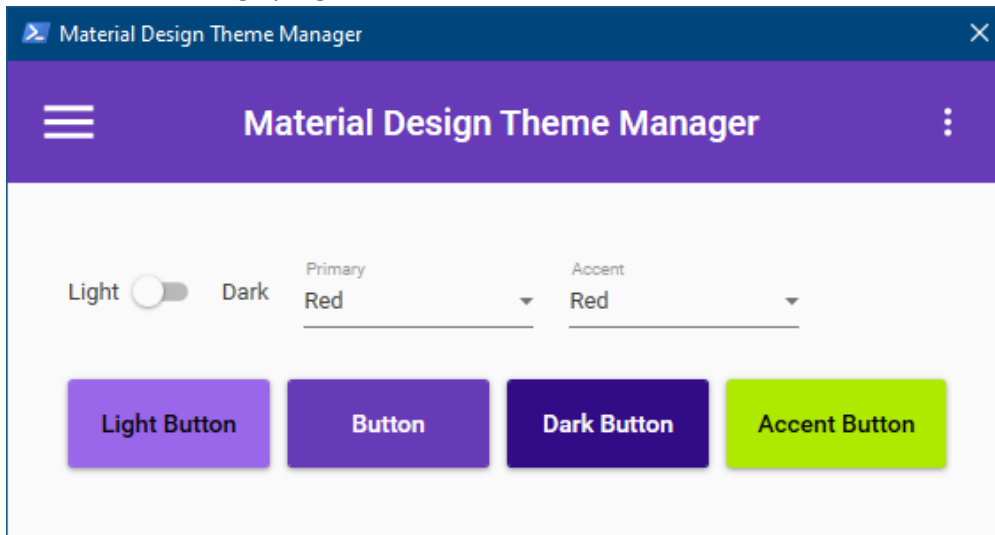 Material Design Theme Manager
Material Design Theme Manager
Primary
Accent
Light
Dark
Red
Red
Light Button
Button
Dark Button
Accent Button